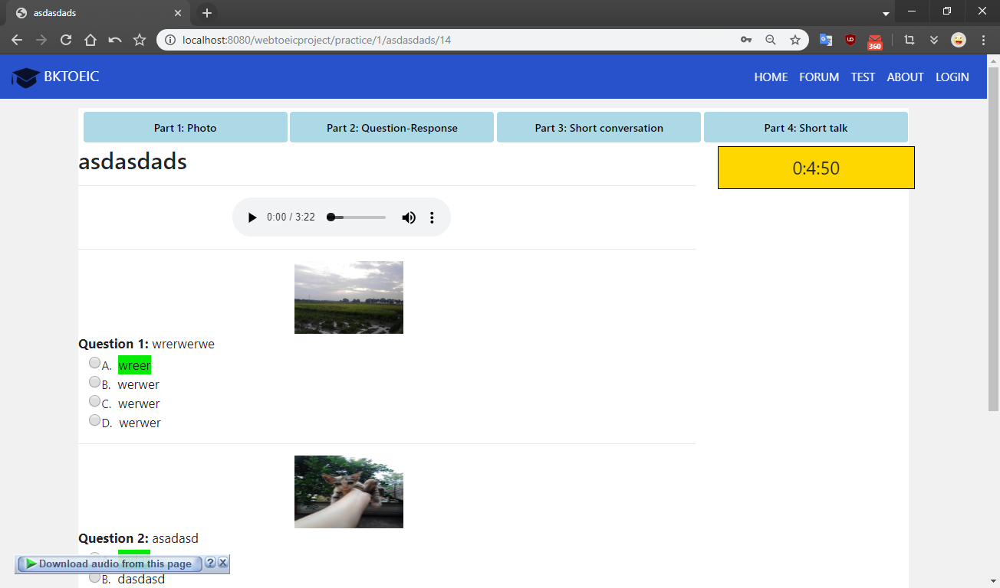 asdasdads
localhost:8080/webtoeicproject/practice/1/asdasdads/14
360
BKTOEIC HOME FORUM TEST ABOUT LOGIN
Part 1: Photo Part 2: Question-Response Part 3: Short conversation Part 4: Short talk
asdasdads
0:4:50
0:00 / 3:22
Question 1: wrerwerwe
A. wreer
B. werwer
C. werwer
D. werwer
Question 2: asadasd
Download audio from this page ?
B. dasdasd